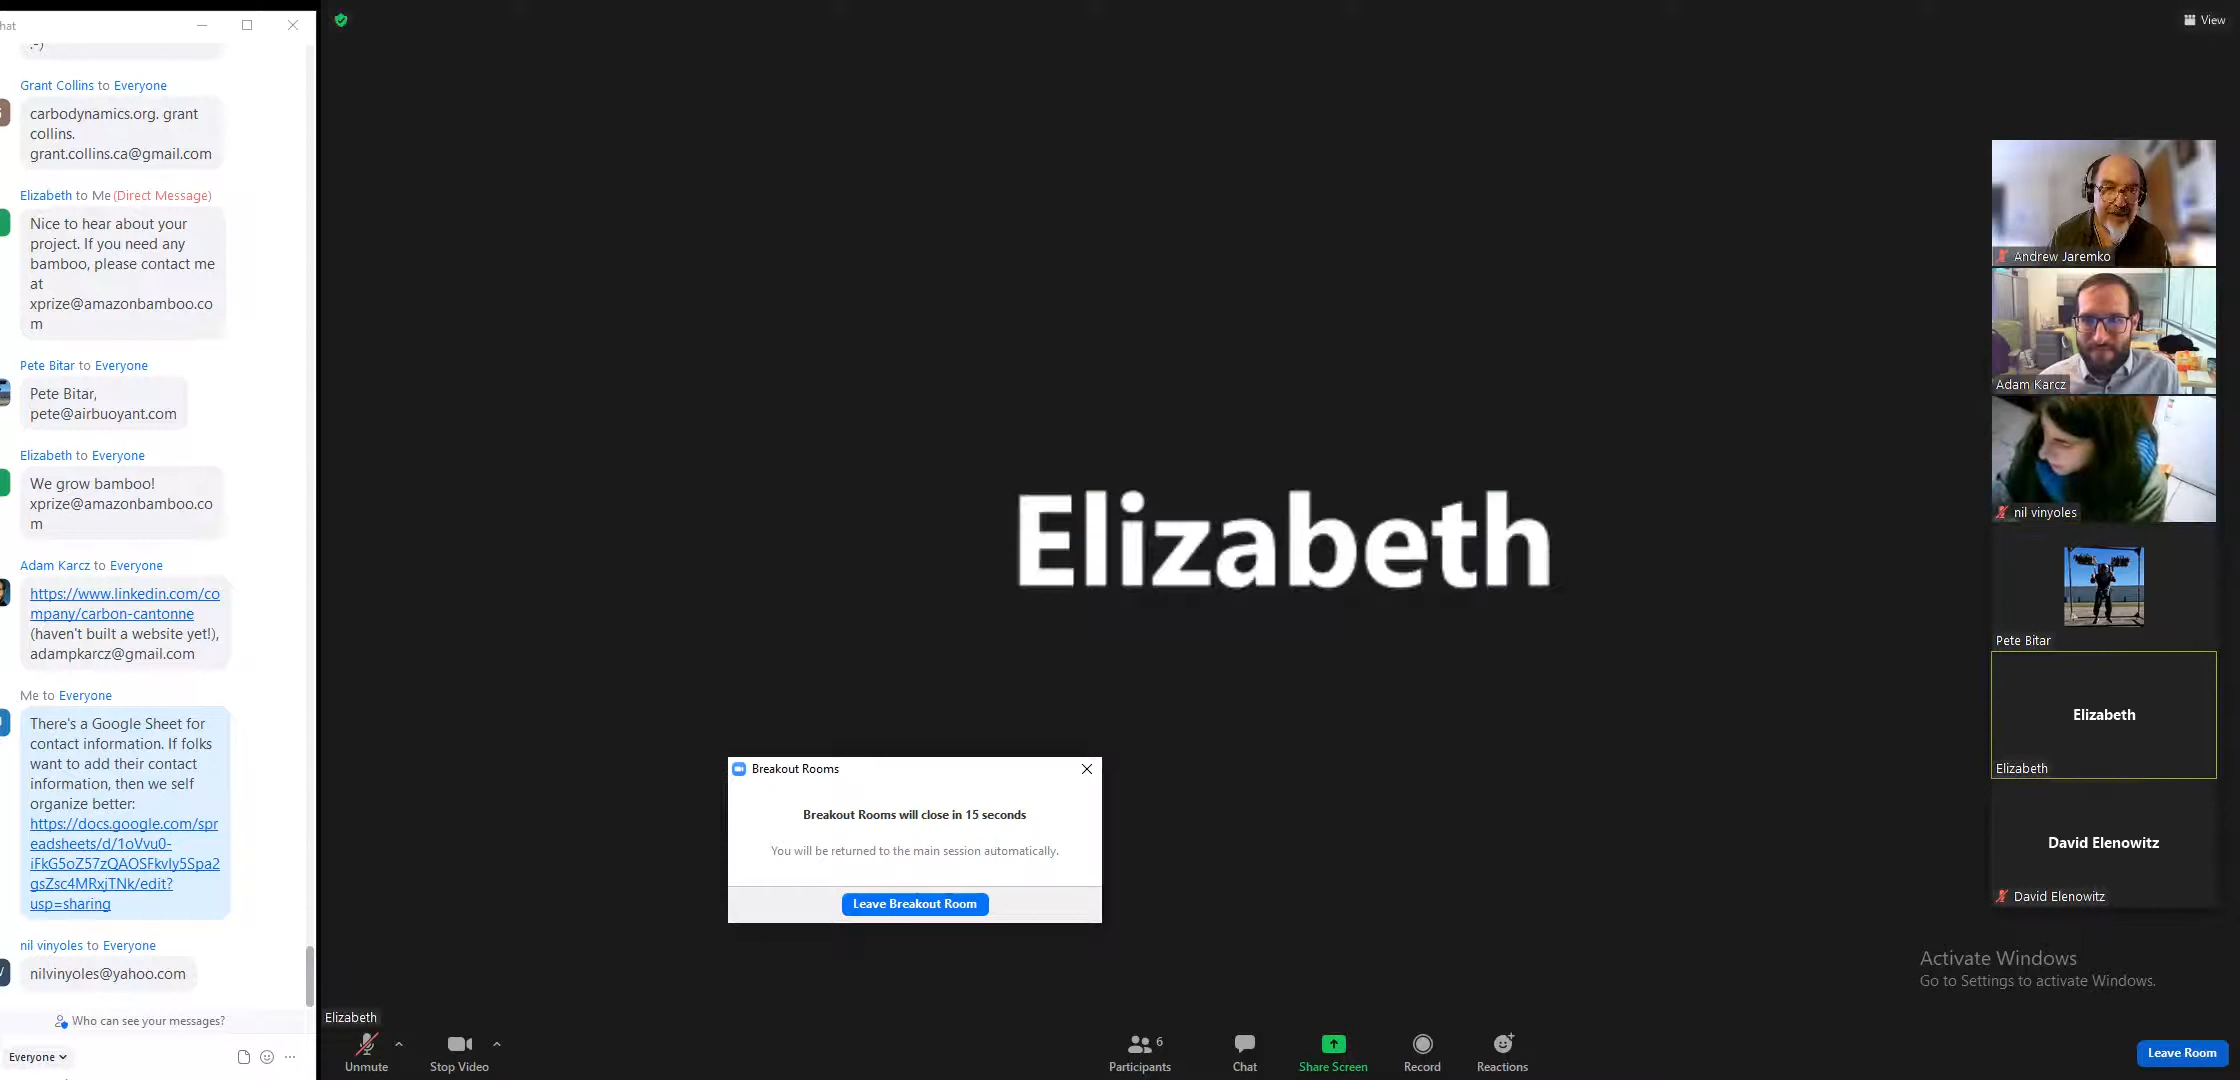 hat
:-)
Grant Collins to Everyone
carbodynamics.org. grant
collins.
grant.collins.ca@gmail.com
Elizabeth to Me (Direct Message)
Nice to hear about your
project. If you need any
bamboo, please contact me
at
xprize@amazonbamboo.co
m
Pete Bitar to Everyone
Pete Bitar,
pete@airbuoyant.com
Elizabeth to Everyone
We grow bamboo!
xprize@amazonbamboo.co
m
Adam Karcz to Everyone
https://www.linkedin.com/co
mpany/carbon-cantonne
(haven't built a website yet!),
adampkarcz@gmail.com
Me to Everyone
There's a Google Sheet for
contact information. If folks
want to add their contact
information, then we self
organize better:
https://docs.google.com/spr
eadsheets/d/1oVvu0-
iFkG5oZ57zQAOSFkvIy5Spa2
gsZsc4MRxjTNk/edit?
usp=sharing
nil vinyoles to Everyone
nilvinyoles@yahoo.com
Who can see your messages?
Everyone
View
Elizabeth
Breakout Rooms
Breakout Rooms will close in 15 seconds
You will be returned to the main session automatically.
Leave Breakout Room
Andrew Jaremko
Adam Karcz
nil vinyoles
Pete Bitar
Elizabeth
Elizabeth
David Elenowitz
David Elenowitz
Activate Windows
Go to Settings to activate Windows.
Elizabeth
Unmute
Stop Video
6
Participants
Chat
Share Screen
Record
Reactions
Leave Room